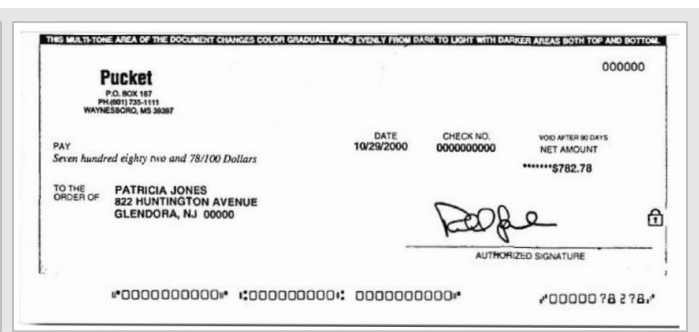 THIS MULTI-TONE AREA OF THE DOCUMENT CHANGES COLOR GRADUALLY AND EVENLY FROM DARK TO LIGHT WITH DARKER AREAS BOTH TOP AND BOTTOM.
000000
Pucket
P.O. BOX 167
PH.(601) 735-1111
WAYNESBORO, MS 39367
DATE CHECK NO. VOID AFTER 90 DAYS
PAY 10/29/2000 0000000000 NET AMOUNT
Seven hundred eighty two and 78/100 Dollars
*******$782.78
TO THE PATRICIA JONES
ORDER OF 822 HUNTINGTON AVENUE
GLENDORA, NJ 00000
AUTHORIZED SIGNATURE
⑈0000000000⑈ ⑆000000000⑆ 0000000000⑈ ⑈0000078278⑈